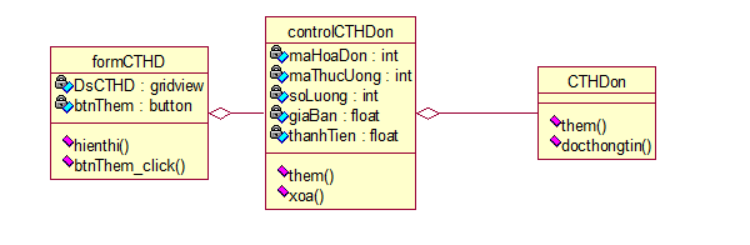 formCTHD
DsCTHD : gridview
btnThem : button
hienthi()
btnThem_click()
controlCTHDon
maHoaDon : int
maThucUong : int
soLuong : int
giaBan : float
thanhTien : float
them()
xoa()
CTHDon
them()
docthongtin()